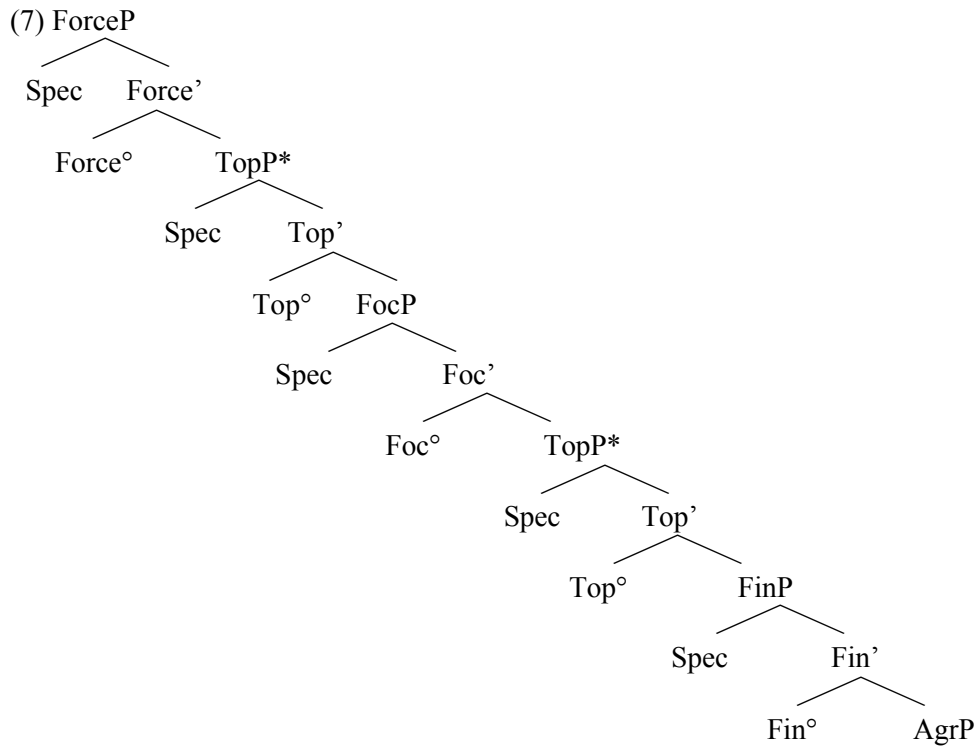 (7) ForceP
Spec Force’
Force° TopP*
Spec Top’
Top° FocP
Spec Foc’
Foc° TopP*
Spec Top’
Top° FinP
Spec Fin’
Fin° AgrP